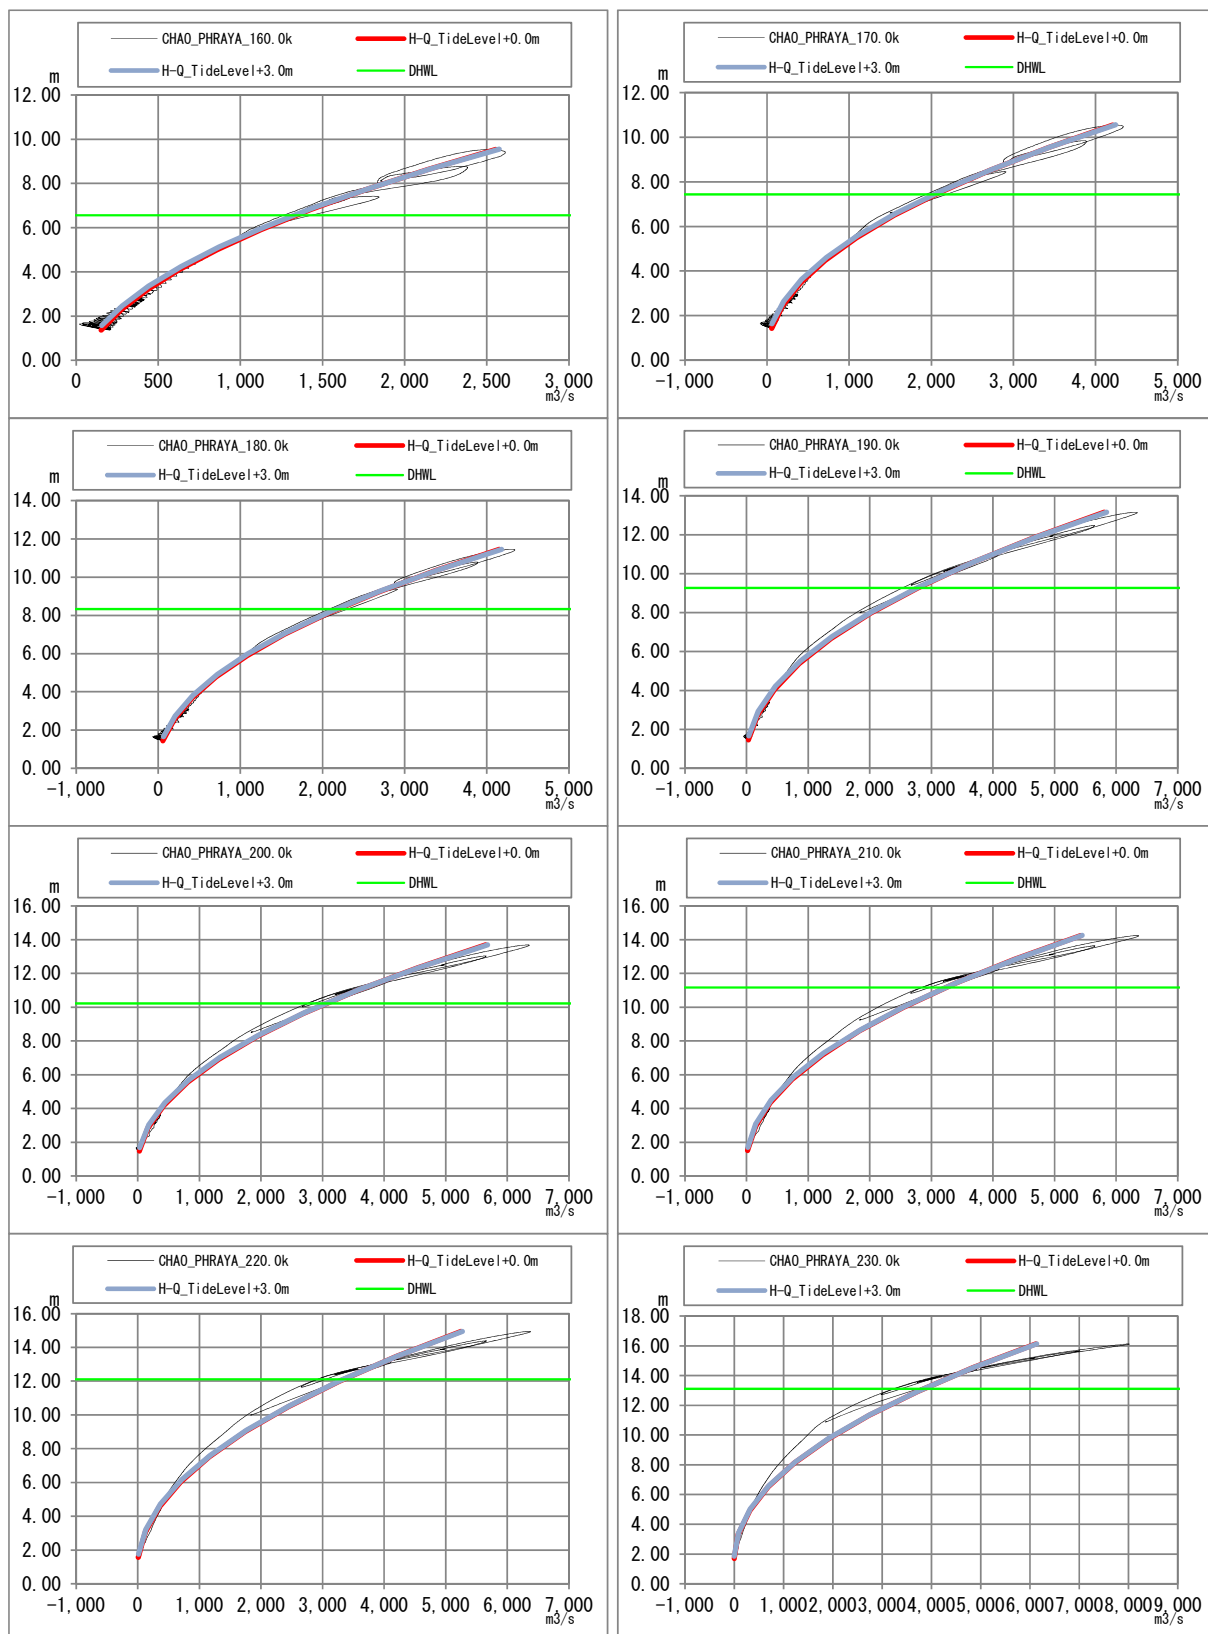 CHAO_PHRAYA_160.0k H-Q_TideLevel+0.0m
H-Q_TideLevel+3.0m DHWL
m
12.00
10.00
8.00
6.00
4.00
2.00
0.00
0 500 1,000 1,500 2,000 2,500 3,000
m3/s
CHAO_PHRAYA_170.0k H-Q_TideLevel+0.0m
H-Q_TideLevel+3.0m DHWL
m
12.00
10.00
8.00
6.00
4.00
2.00
0.00
-1,000 0 1,000 2,000 3,000 4,000 5,000
m3/s
CHAO_PHRAYA_180.0k H-Q_TideLevel+0.0m
H-Q_TideLevel+3.0m DHWL
m
14.00
12.00
10.00
8.00
6.00
4.00
2.00
0.00
-1,000 0 1,000 2,000 3,000 4,000 5,000
m3/s
CHAO_PHRAYA_190.0k H-Q_TideLevel+0.0m
H-Q_TideLevel+3.0m DHWL
m
14.00
12.00
10.00
8.00
6.00
4.00
2.00
0.00
-1,000 0 1,000 2,000 3,000 4,000 5,000 6,000 7,000
m3/s
CHAO_PHRAYA_200.0k H-Q_TideLevel+0.0m
H-Q_TideLevel+3.0m DHWL
m
16.00
14.00
12.00
10.00
8.00
6.00
4.00
2.00
0.00
-1,000 0 1,000 2,000 3,000 4,000 5,000 6,000 7,000
m3/s
CHAO_PHRAYA_210.0k H-Q_TideLevel+0.0m
H-Q_TideLevel+3.0m DHWL
m
16.00
14.00
12.00
10.00
8.00
6.00
4.00
2.00
0.00
-1,000 0 1,000 2,000 3,000 4,000 5,000 6,000 7,000
m3/s
CHAO_PHRAYA_220.0k H-Q_TideLevel+0.0m
H-Q_TideLevel+3.0m DHWL
m
16.00
14.00
12.00
10.00
8.00
6.00
4.00
2.00
0.00
-1,000 0 1,000 2,000 3,000 4,000 5,000 6,000 7,000
m3/s
CHAO_PHRAYA_230.0k H-Q_TideLevel+0.0m
H-Q_TideLevel+3.0m DHWL
m
18.00
16.00
14.00
12.00
10.00
8.00
6.00
4.00
2.00
0.00
-1,000 0 1,000 2,000 3,000 4,000 5,000 6,000 7,000 8,000 9,000
m3/s